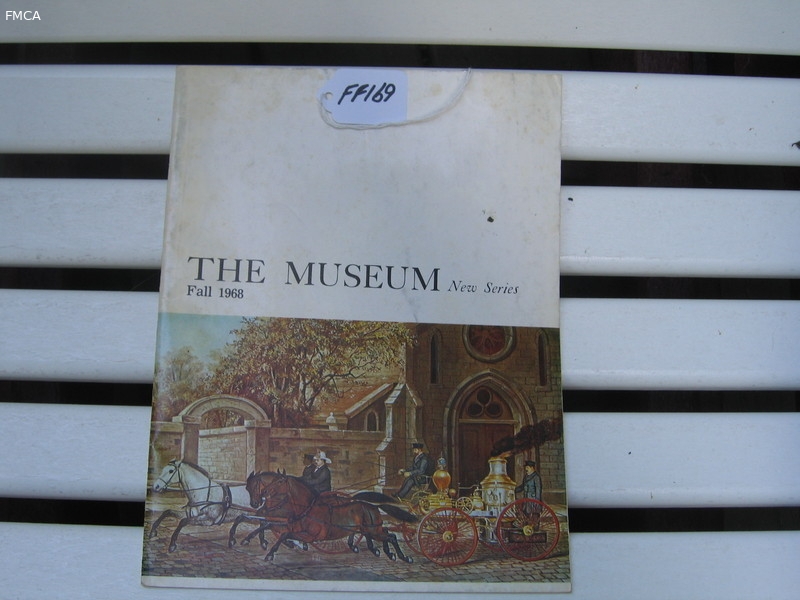 FMCA
FF169
THE MUSEUM New Series
Fall 1968